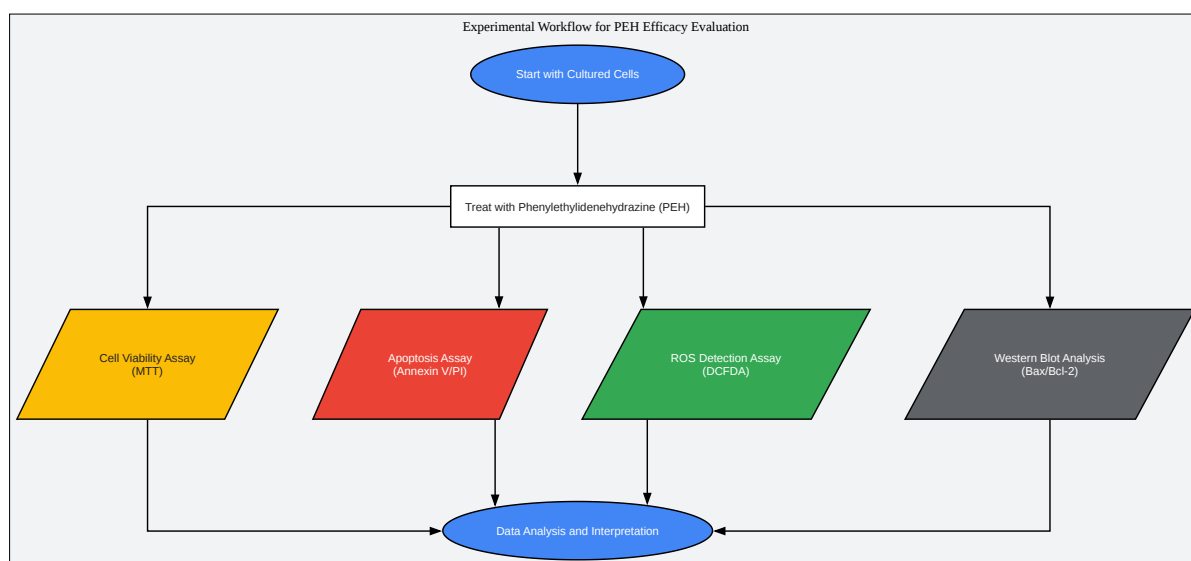 Experimental Workflow for PEH Efficacy Evaluation
Start with Cultured Cells
Treat with Phenylethylidenehydrazine (PEH)
Cell Viability Assay
(MTT)
Apoptosis Assay
(Annexin V/PI)
ROS Detection Assay
(DCFDA)
Western Blot Analysis
(Bax/Bcl-2)
Data Analysis and Interpretation